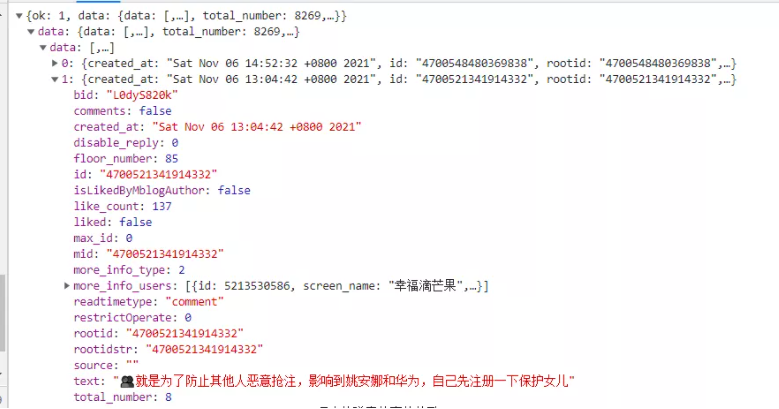 {ok: 1, data: {data: [,…], total_number: 8269,…}}
data: {data: [,…], total_number: 8269,…}
data: [,…]
0: {created_at: "Sat Nov 06 14:52:32 +0800 2021", id: "4700548480369838", rootid: "4700548480369838",…}
1: {created_at: "Sat Nov 06 13:04:42 +0800 2021", id: "4700521341914332", rootid: "4700521341914332",…}
bid: "L0dyS820k"
comments: false
created_at: "Sat Nov 06 13:04:42 +0800 2021"
disable_reply: 0
floor_number: 85
id: "4700521341914332"
isLikedByMblogAuthor: false
like_count: 137
liked: false
max_id: 0
mid: "4700521341914332"
more_info_type: 2
more_info_users: [{id: 5213530586, screen_name: "幸福滴芒果",…}]
readtimetype: "comment"
restrictOperate: 0
rootid: "4700521341914332"
rootidstr: "4700521341914332"
source: ""
text: "👥就是为了防止其他人恶意抢注，影响到姚安娜和华为，自己先注册一下保护女儿"
total_number: 8